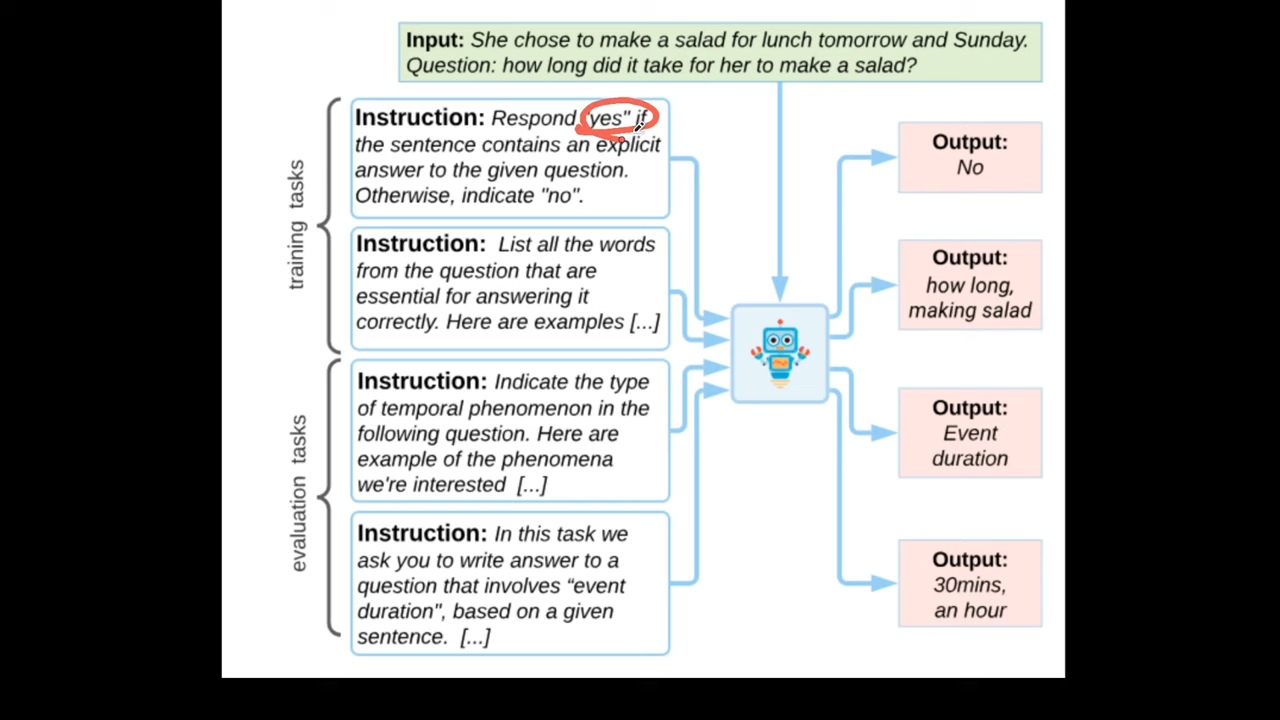 Input: She chose to make a salad for lunch tomorrow and Sunday.
Question: how long did it take for her to make a salad?
training tasks
Instruction: Respond "yes" if
the sentence contains an explicit
answer to the given question.
Otherwise, indicate "no".
Instruction: List all the words
from the question that are
essential for answering it
correctly. Here are examples [...]
evaluation tasks
Instruction: Indicate the type
of temporal phenomenon in the
following question. Here are
example of the phenomena
we're interested [...]
Instruction: In this task we
ask you to write answer to a
question that involves “event
duration", based on a given
sentence. [...]
Output:
No
Output:
how long,
making salad
Output:
Event
duration
Output:
30mins,
an hour